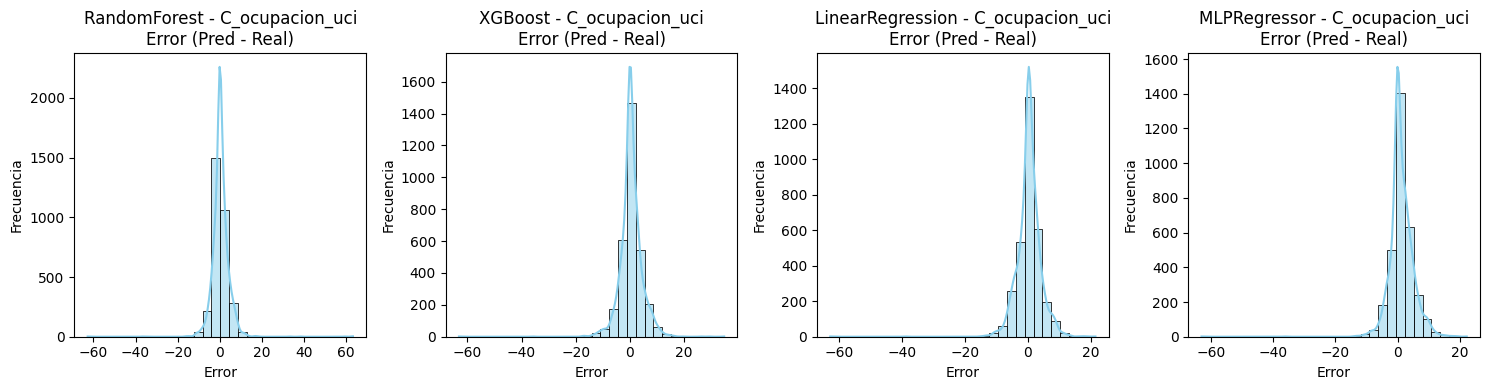 RandomForest - C_ocupacion_uci
Error (Pred - Real)
Frecuencia
2000
1500
1000
500
0
−60 −40 −20 0 20 40 60
Error
XGBoost - C_ocupacion_uci
Error (Pred - Real)
Frecuencia
1600
1400
1200
1000
800
600
400
200
0
−60 −40 −20 0 20
Error
LinearRegression - C_ocupacion_uci
Error (Pred - Real)
Frecuencia
1400
1200
1000
800
600
400
200
0
−60 −40 −20 0 20
Error
MLPRegressor - C_ocupacion_uci
Error (Pred - Real)
Frecuencia
1600
1400
1200
1000
800
600
400
200
0
−60 −40 −20 0 20
Error